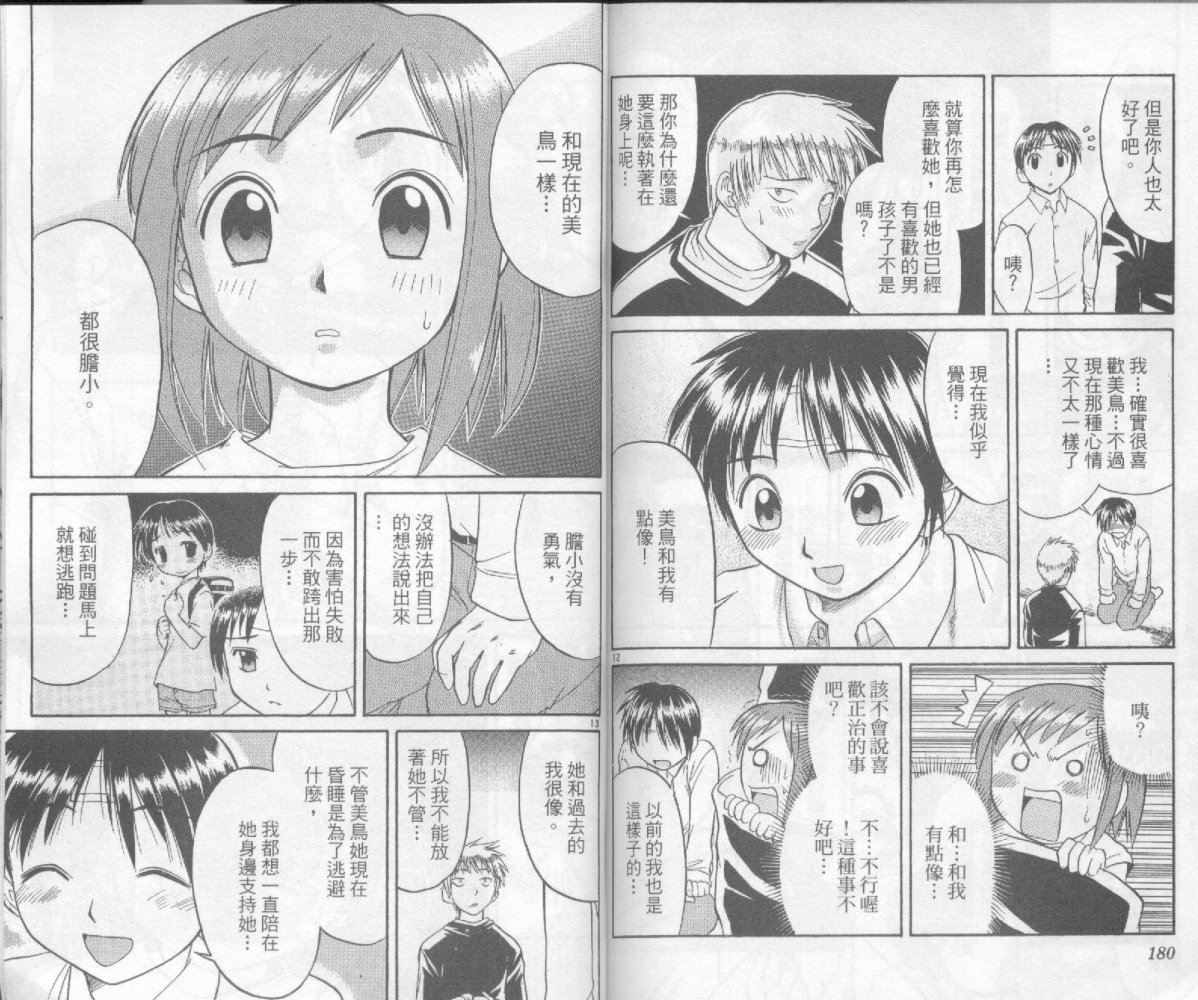 但是你人也太
好了吧。
咦?
就算你再怎
麼喜歡她，
但她也已經
有喜歡的男
孩子了不是
嗎?
那你為什麼還
要這麼執著在
她身上呢…
我…確實很喜
歡美鳥…不過
現在那種心情
又不太一樣了
…
現在我似乎
覺得…
美鳥和我有
點像!
咦?
和…和我
有點像…
該不會說喜
歡正治的事
吧?
不…不行喔
!這種事不
好吧…
以前的我也是
這樣子的…
12
180
和現在的美
鳥一樣…
都很膽小。
膽小沒有
勇氣，
沒辦法把自己
的想法說出來
…
因為害怕失敗
而不敢跨出那
一步…
碰到問題馬上
就想逃跑…
13
她和過去的
我很像。
所以我不能放
著她不管…
不管美鳥她現在
昏睡是為了逃避
什麼，
我都想一直陪在
她身邊支持她…